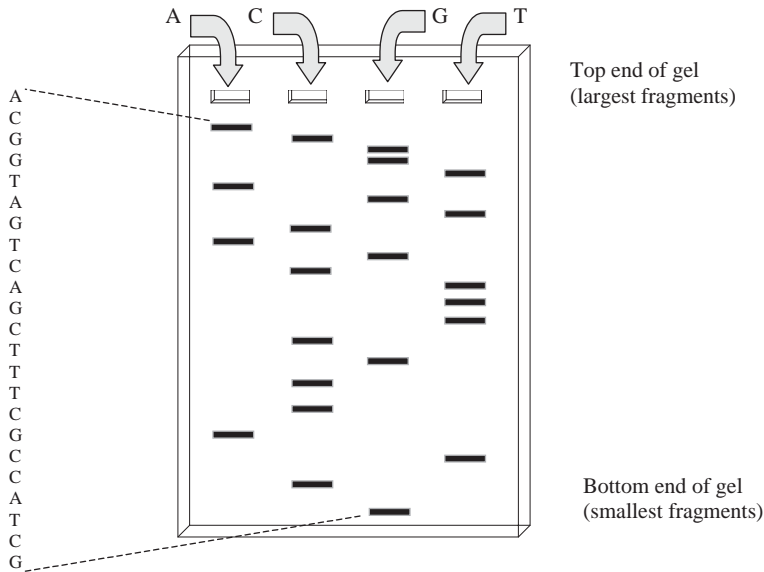 A C G T
Top end of gel
(largest fragments)
A
C
G
G
T
A
G
T
C
A
G
C
T
T
T
C
G
C
C
A
T
C
G
Bottom end of gel
(smallest fragments)